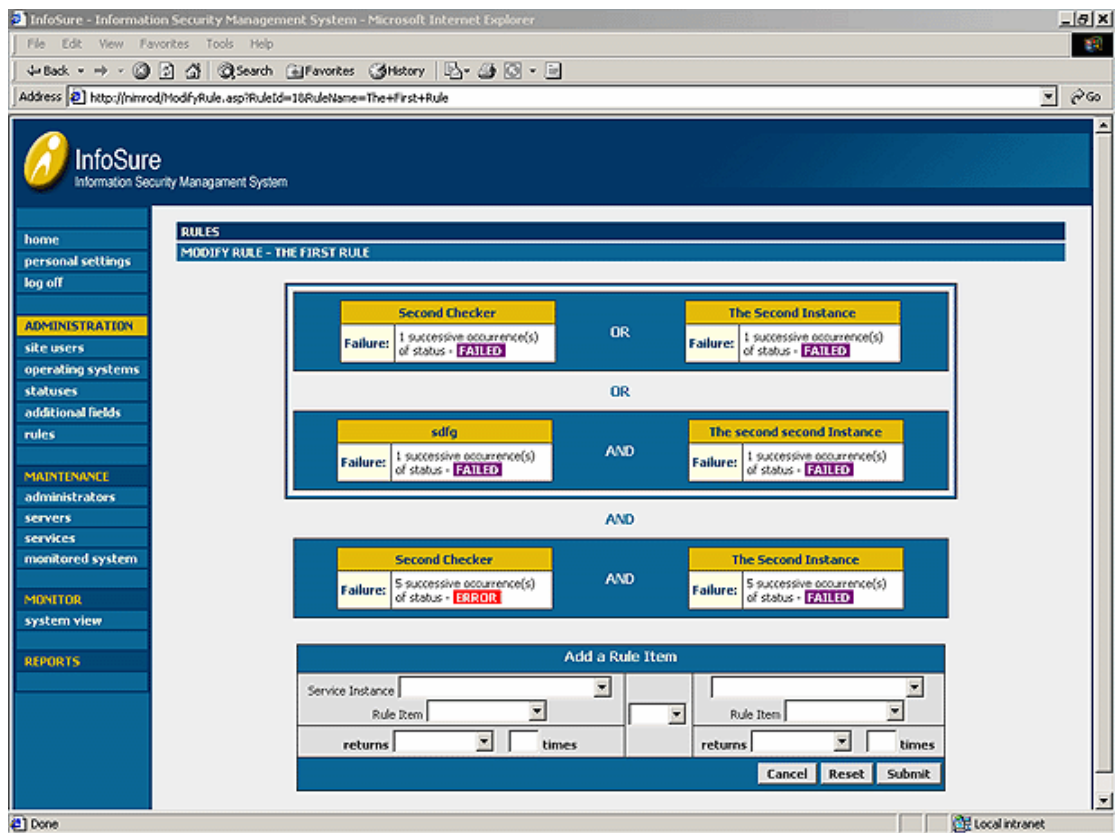 InfoSure - Information Security Management System - Microsoft Internet Explorer
File Edit View Favorites Tools Help
Back Search Favorites History
Address http://nimrod/ModifyRule.asp?RuleId=1&RuleName=The+First+Rule Go
InfoSure
Information Security Management System
home
personal settings
log off
ADMINISTRATION
site users
operating systems
statuses
additional fields
rules
MAINTENANCE
administrators
servers
services
monitored system
MONITOR
system view
REPORTS
RULES
MODIFY RULE - THE FIRST RULE
Second Checker
Failure: 1 successive occurrence(s)
of status - FAILED
OR
The Second Instance
Failure: 1 successive occurrence(s)
of status - FAILED
OR
sdfg
Failure: 1 successive occurrence(s)
of status - FAILED
AND
The second second Instance
Failure: 1 successive occurrence(s)
of status - FAILED
AND
Second Checker
Failure: 5 successive occurrence(s)
of status - ERROR
AND
The Second Instance
Failure: 5 successive occurrence(s)
of status - FAILED
Add a Rule Item
Service Instance
Rule Item Rule Item
returns times returns times
Cancel Reset Submit
Done Local intranet